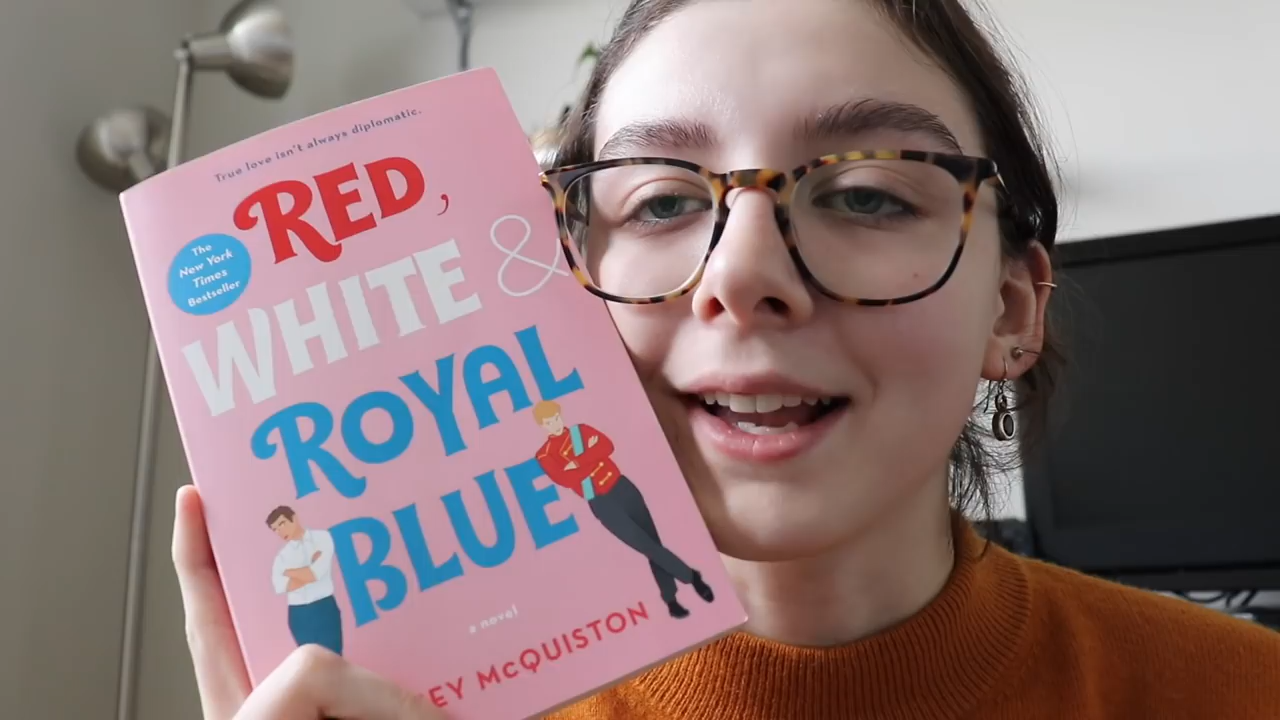 True love isn't always diplomatic.
RED,
The
New York
Times
Bestseller
WHITE &
ROYAL
BLUE
a novel
EY McQUISTON